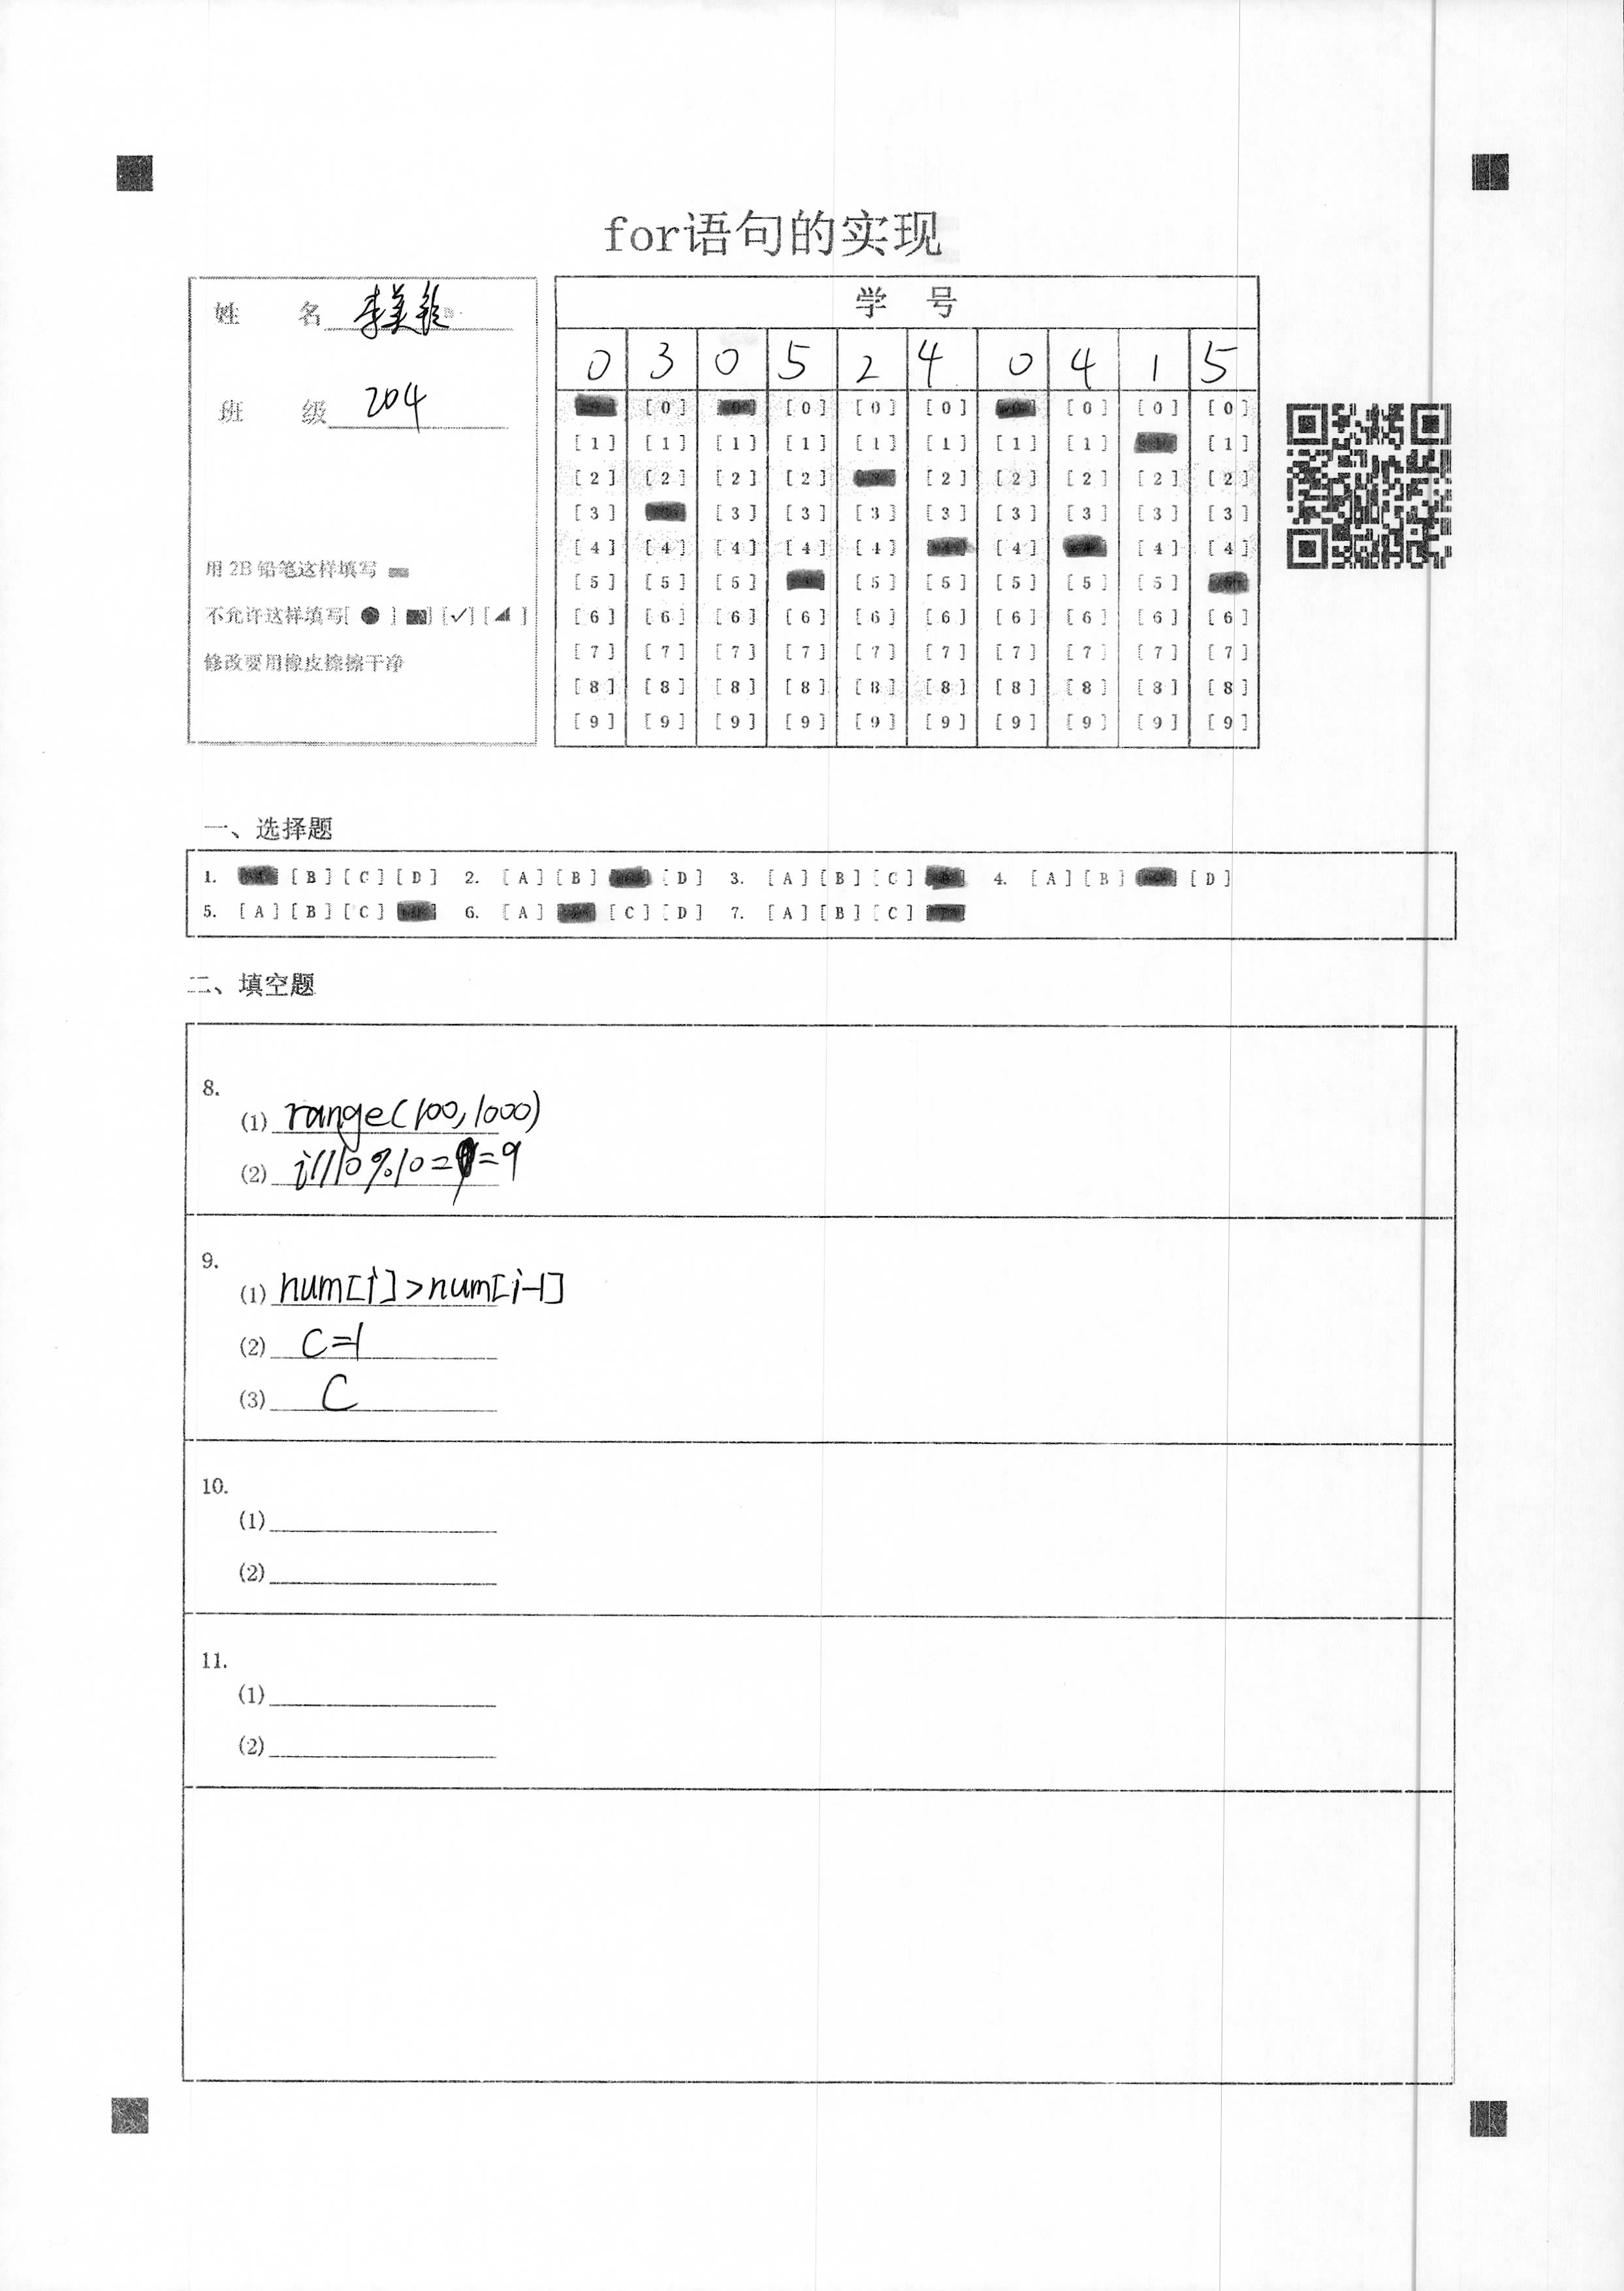 for语句的实现
姓 名 李美
班 级 204
用 2B 铅笔这样填写
不允许这样填写[ ● ] [■] [✓] [◢ ]
修改要用橡皮擦擦干净
学 号
0 3 0 5 2 4 0 4 1 5
[0] [0] [0] [0] [0] [0] [0]
[1] [1] [1] [1] [1] [1] [1] [1] [1]
[2] [2] [2] [2] [2] [2] [2] [2] [2]
[3] [3] [3] [3] [3] [3] [3] [3] [3]
[4] [4] [4] [4] [4] [4] [4] [4]
[5] [5] [5] [5] [5] [5] [5] [5]
[6] [6] [6] [6] [6] [6] [6] [6] [6] [6]
[7] [7] [7] [7] [7] [7] [7] [7] [7] [7]
[8] [8] [8] [8] [8] [8] [8] [8] [8] [8]
[9] [9] [9] [9] [9] [9] [9] [9] [9] [9]
一、选择题
1. [B] [C] [D] 2. [A] [B] [D] 3. [A] [B] [C] 4. [A] [B] [D]
5. [A] [B] [C] 6. [A] [C] [D] 7. [A] [B] [C]
二、填空题
8.
(1) range(100,1000)
(2) i//10%10==9
9.
(1) num[i]>num[i-1]
(2) c=1
(3) C
10.
(1)
(2)
11.
(1)
(2)